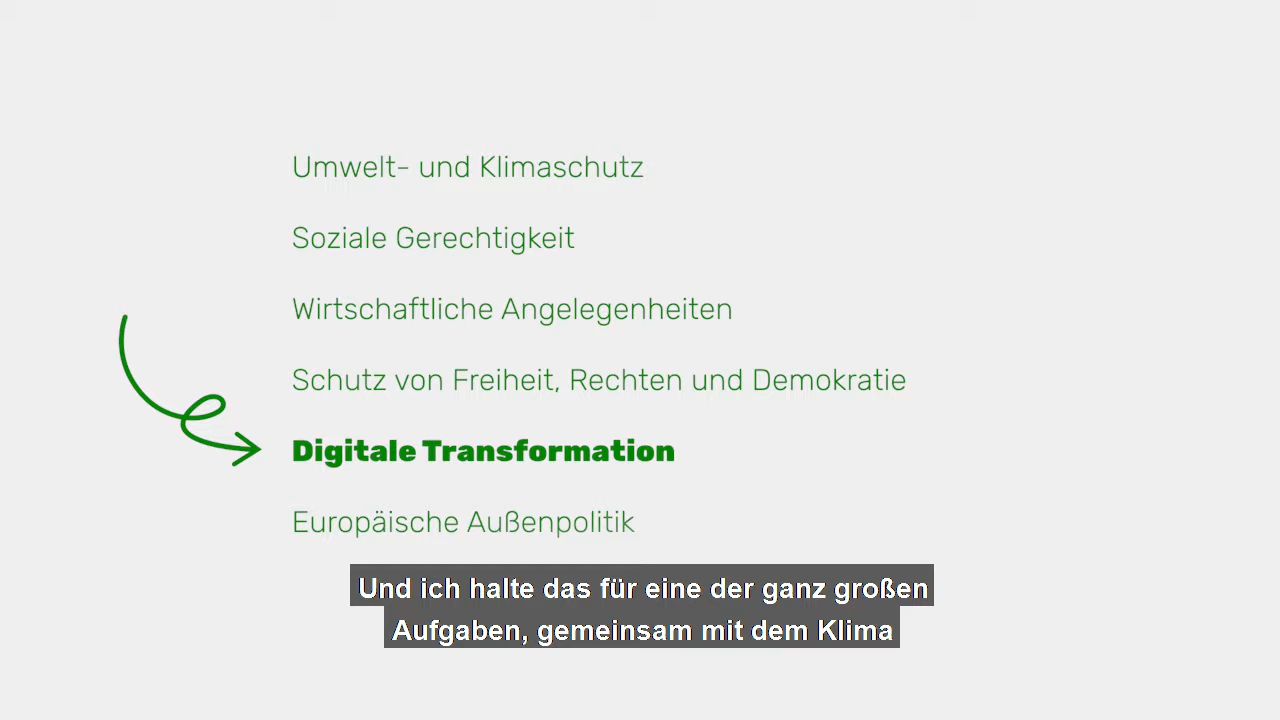 Umwelt- und Klimaschutz
Soziale Gerechtigkeit
Wirtschaftliche Angelegenheiten
Schutz von Freiheit, Rechten und Demokratie
Digitale Transformation
Europäische Außenpolitik
Und ich halte das für eine der ganz großen
Aufgaben, gemeinsam mit dem Klima